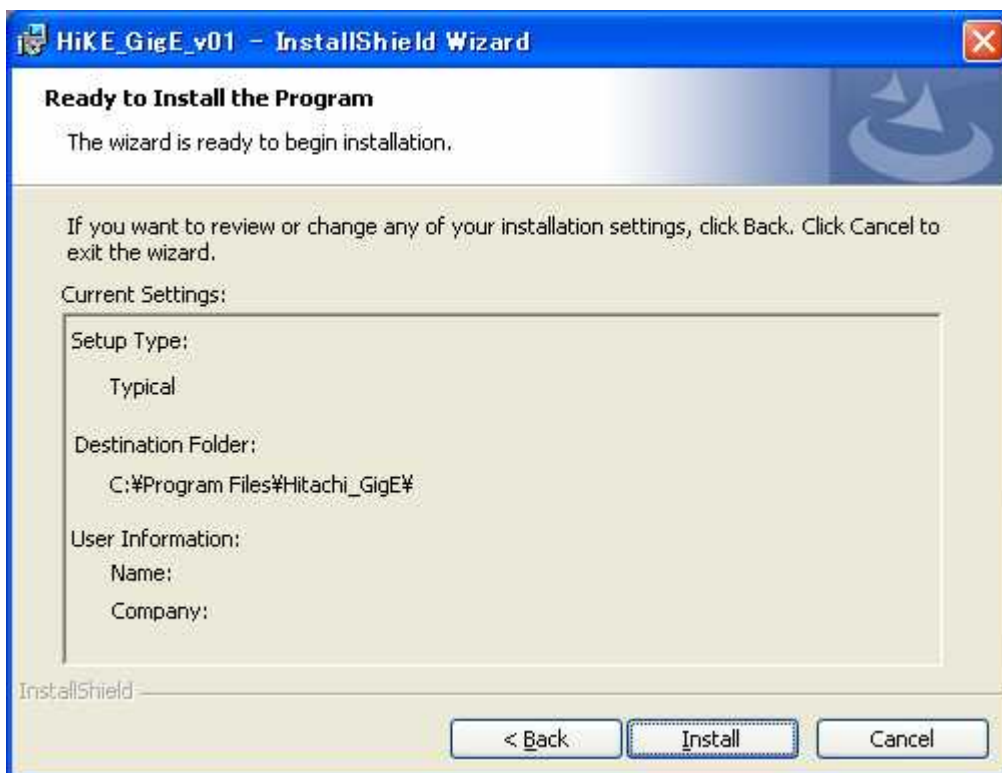 HiKE_GigE_v01 - InstallShield Wizard
Ready to Install the Program
The wizard is ready to begin installation.
If you want to review or change any of your installation settings, click Back. Click Cancel to
exit the wizard.
Current Settings:
Setup Type:
Typical
Destination Folder:
C:¥Program Files¥Hitachi_GigE¥
User Information:
Name:
Company:
InstallShield
< Back
Install
Cancel